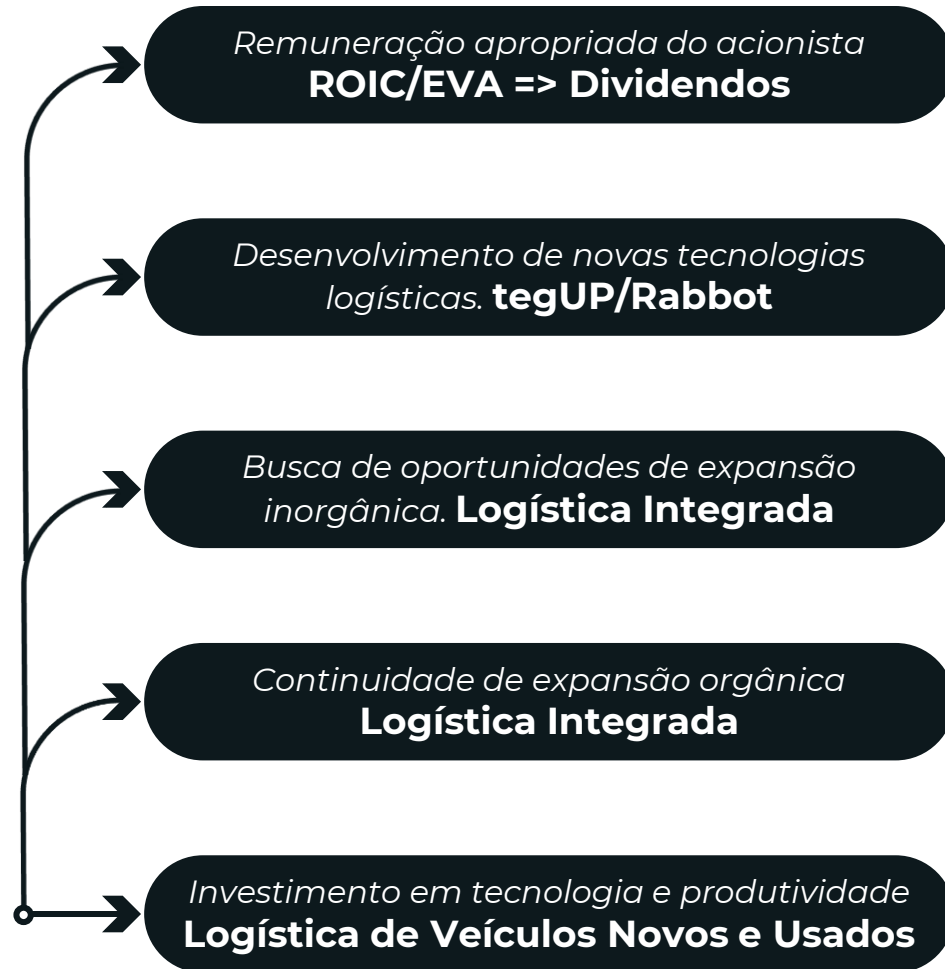 Remuneração apropriada do acionista
ROIC/EVA => Dividendos
Desenvolvimento de novas tecnologias
logísticas. tegUP/Rabbot
Busca de oportunidades de expansão
inorgânica. Logística Integrada
Continuidade de expansão orgânica
Logística Integrada
Investimento em tecnologia e produtividade
Logística de Veículos Novos e Usados